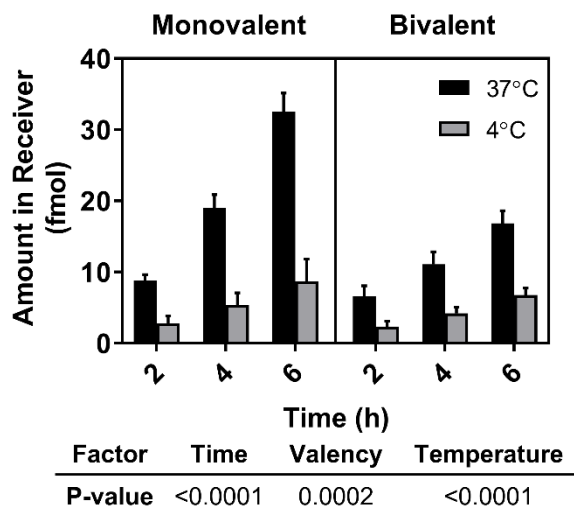 Monovalent Bivalent
40
30
20
10
0
Amount in Receiver
(fmol)
37°C
4°C
2 4 6 2 4 6
Time (h)
Factor Time Valency Temperature
P-value <0.0001 0.0002 <0.0001